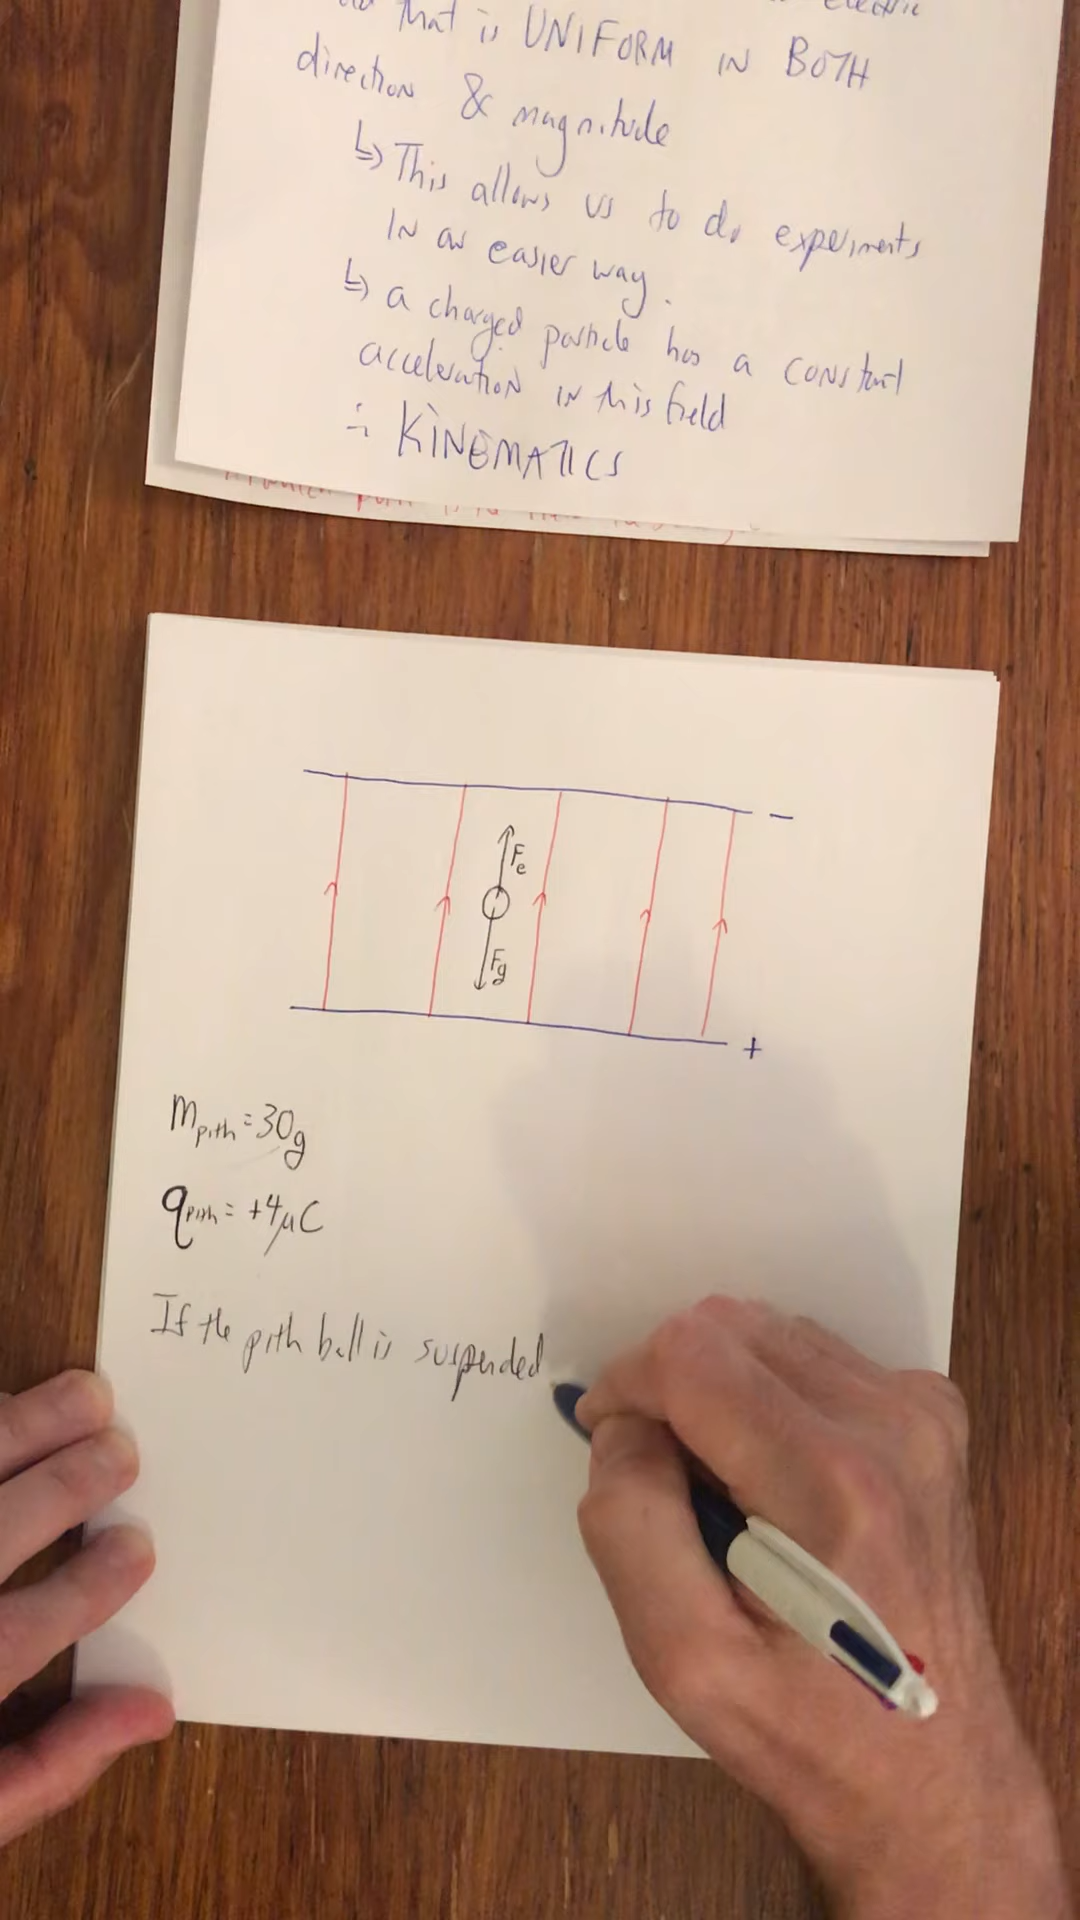 that is UNIFORM IN BOTH
direction & magnitude
↳ This allows us to do experiments
IN an easier way.
↳ a charged particle has a constant
acceleration in this field
∴ KINEMATICS
-
Fe
Fg
+
mpith = 30g
qpith = +4μC
If the pith ball is suspended